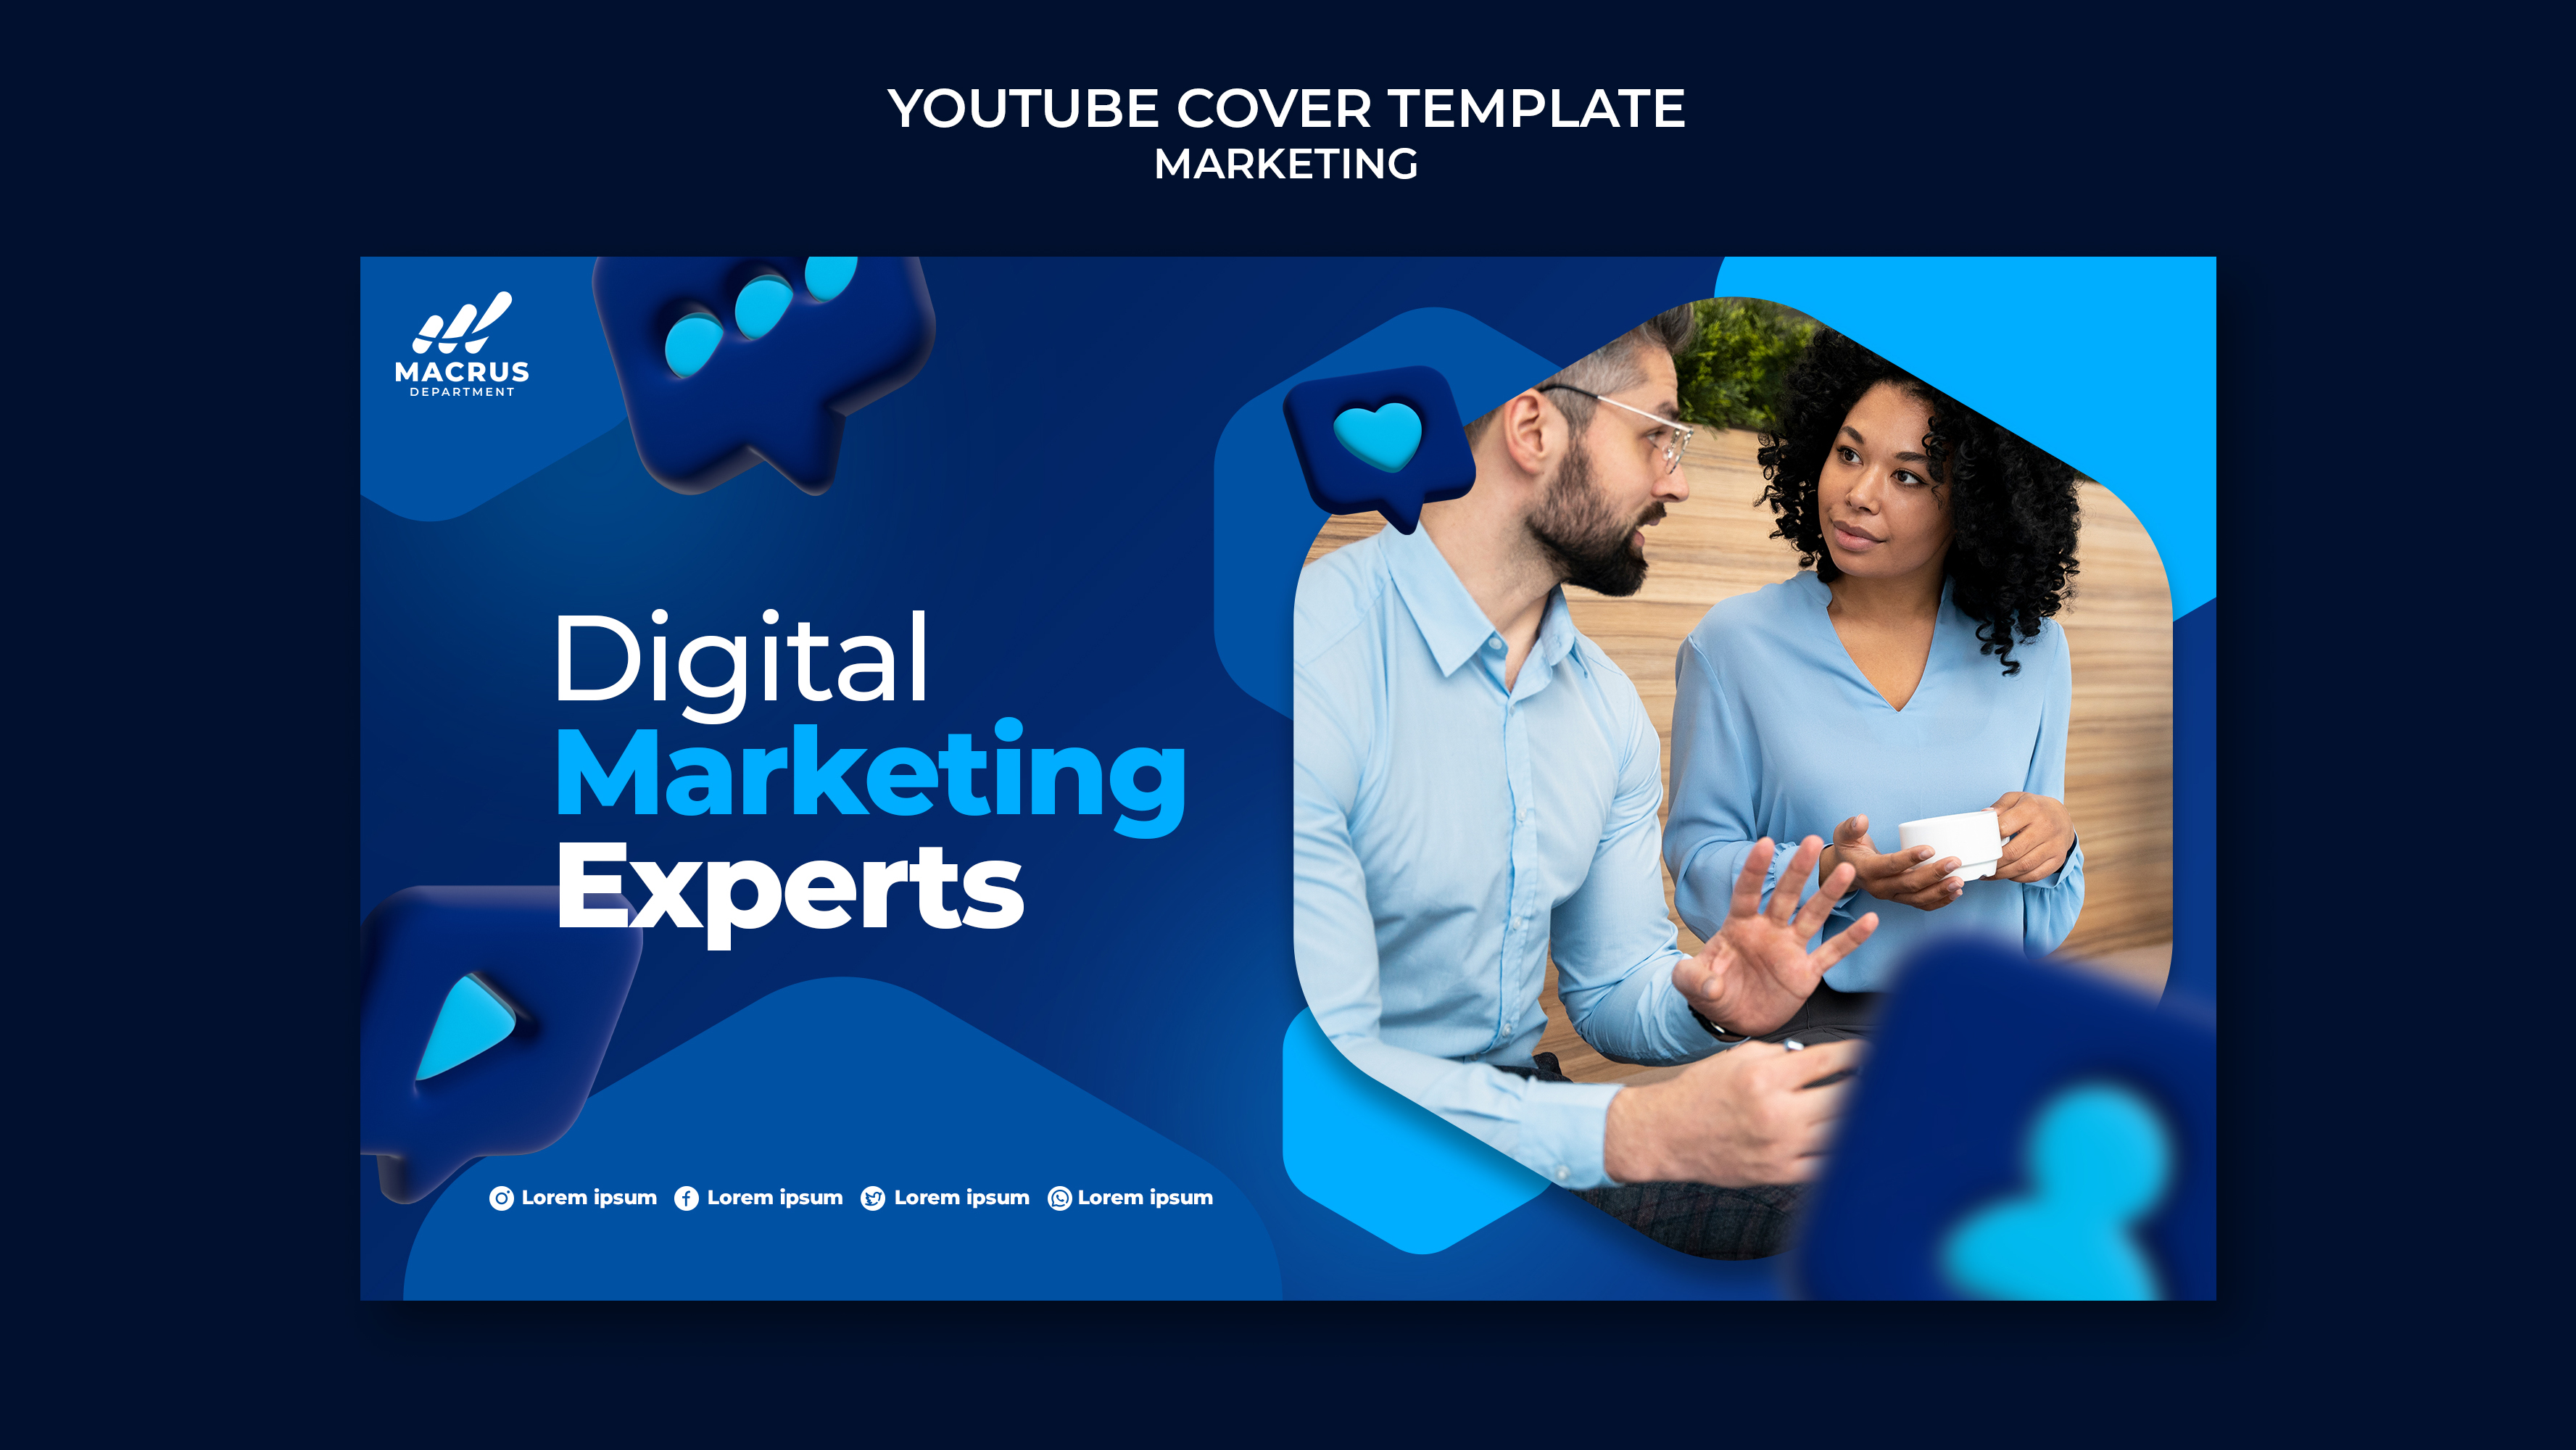 YOUTUBE COVER TEMPLATE
MARKETING
MACRUS
DEPARTMENT
Digital
Marketing
Experts
Lorem ipsum Lorem ipsum Lorem ipsum Lorem ipsum